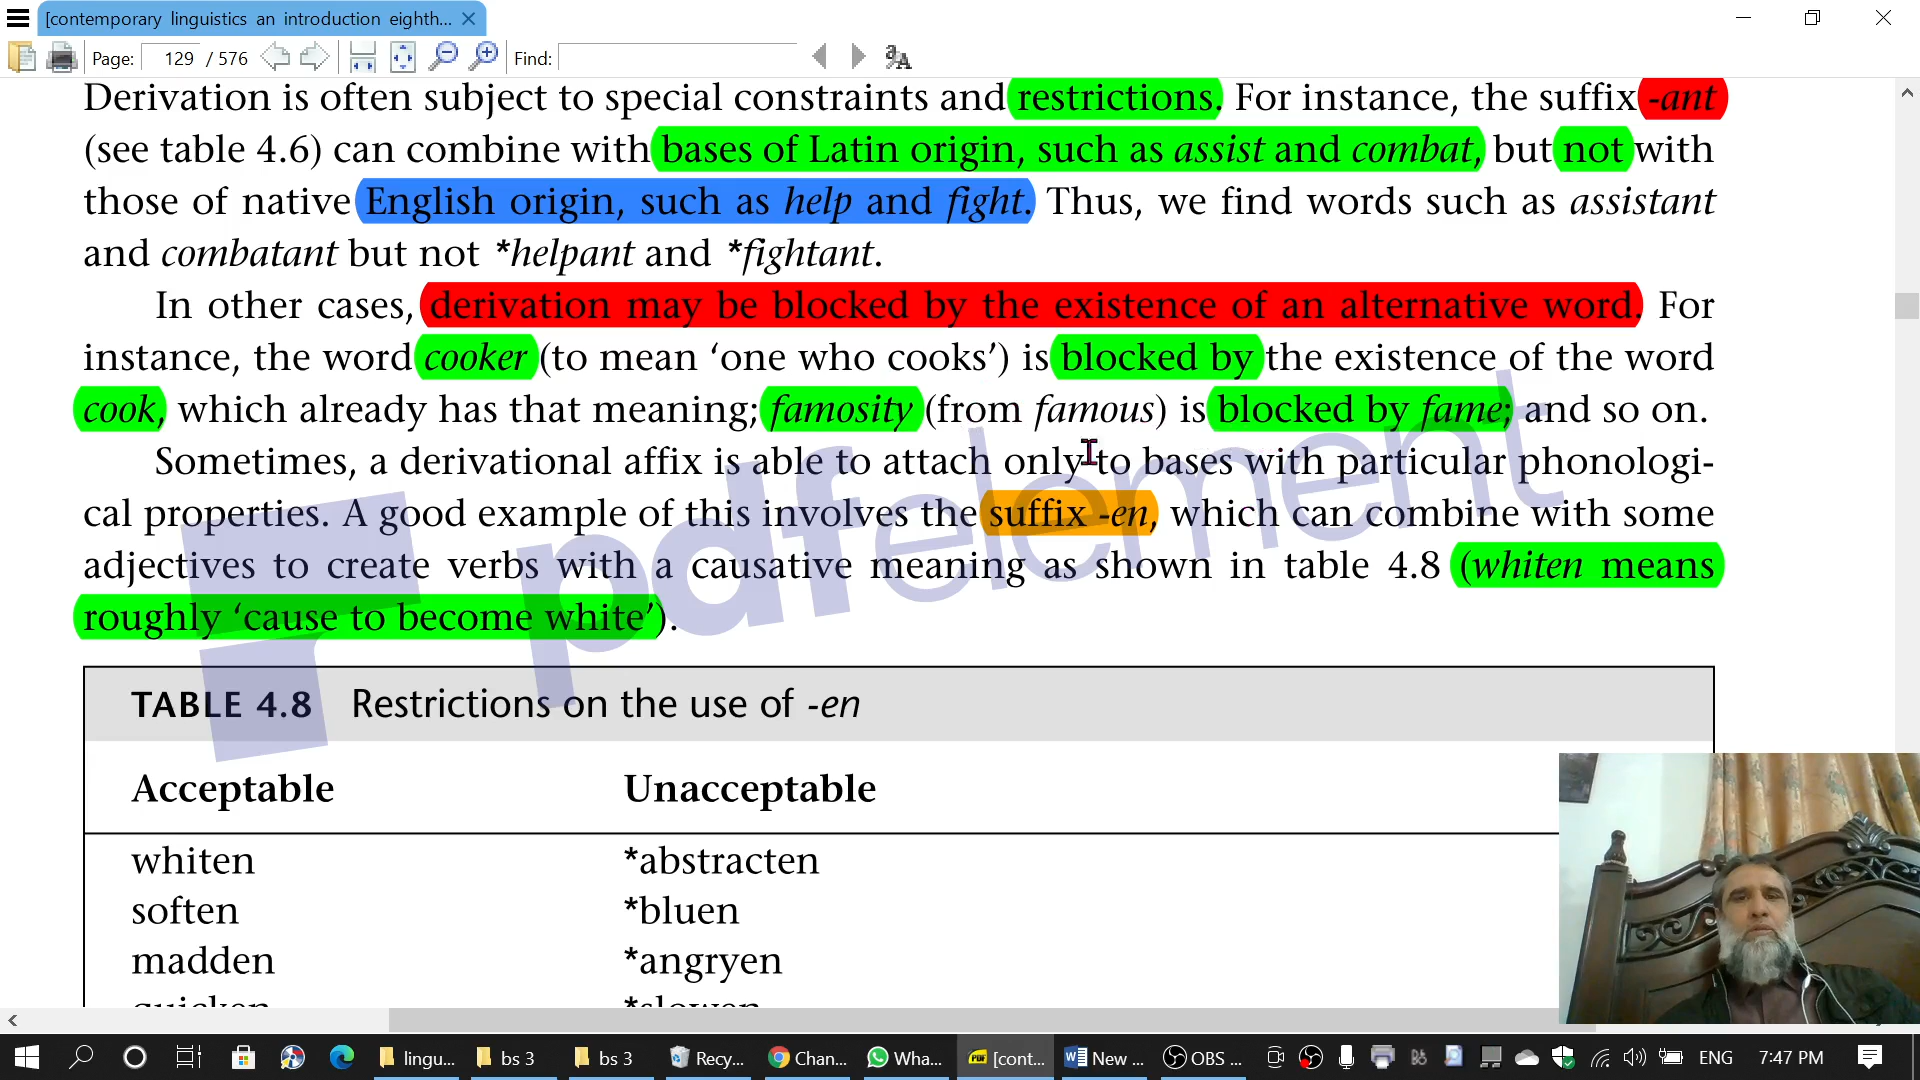 [contemporary linguistics an introduction eighth...
Page: 129 / 576 Find:
Derivation is often subject to special constraints and restrictions. For instance, the suffix -ant
(see table 4.6) can combine with bases of Latin origin, such as assist and combat, but not with
those of native English origin, such as help and fight. Thus, we find words such as assistant
and combatant but not *helpant and *fightant.
In other cases, derivation may be blocked by the existence of an alternative word. For
instance, the word cooker (to mean ‘one who cooks’) is blocked by the existence of the word
cook, which already has that meaning; famosity (from famous) is blocked by fame; and so on.
Sometimes, a derivational affix is able to attach only to bases with particular phonologi-
cal properties. A good example of this involves the suffix -en, which can combine with some
adjectives to create verbs with a causative meaning as shown in table 4.8 (whiten means
roughly ‘cause to become white’).
pdfelement
TABLE 4.8 Restrictions on the use of -en
Acceptable Unacceptable
whiten *abstracten
soften *bluen
madden *angryen
quicken *slowen
lingu... bs 3 bs 3 Recy... Chan... Wha... [cont... New ... OBS ... ENG 7:47 PM